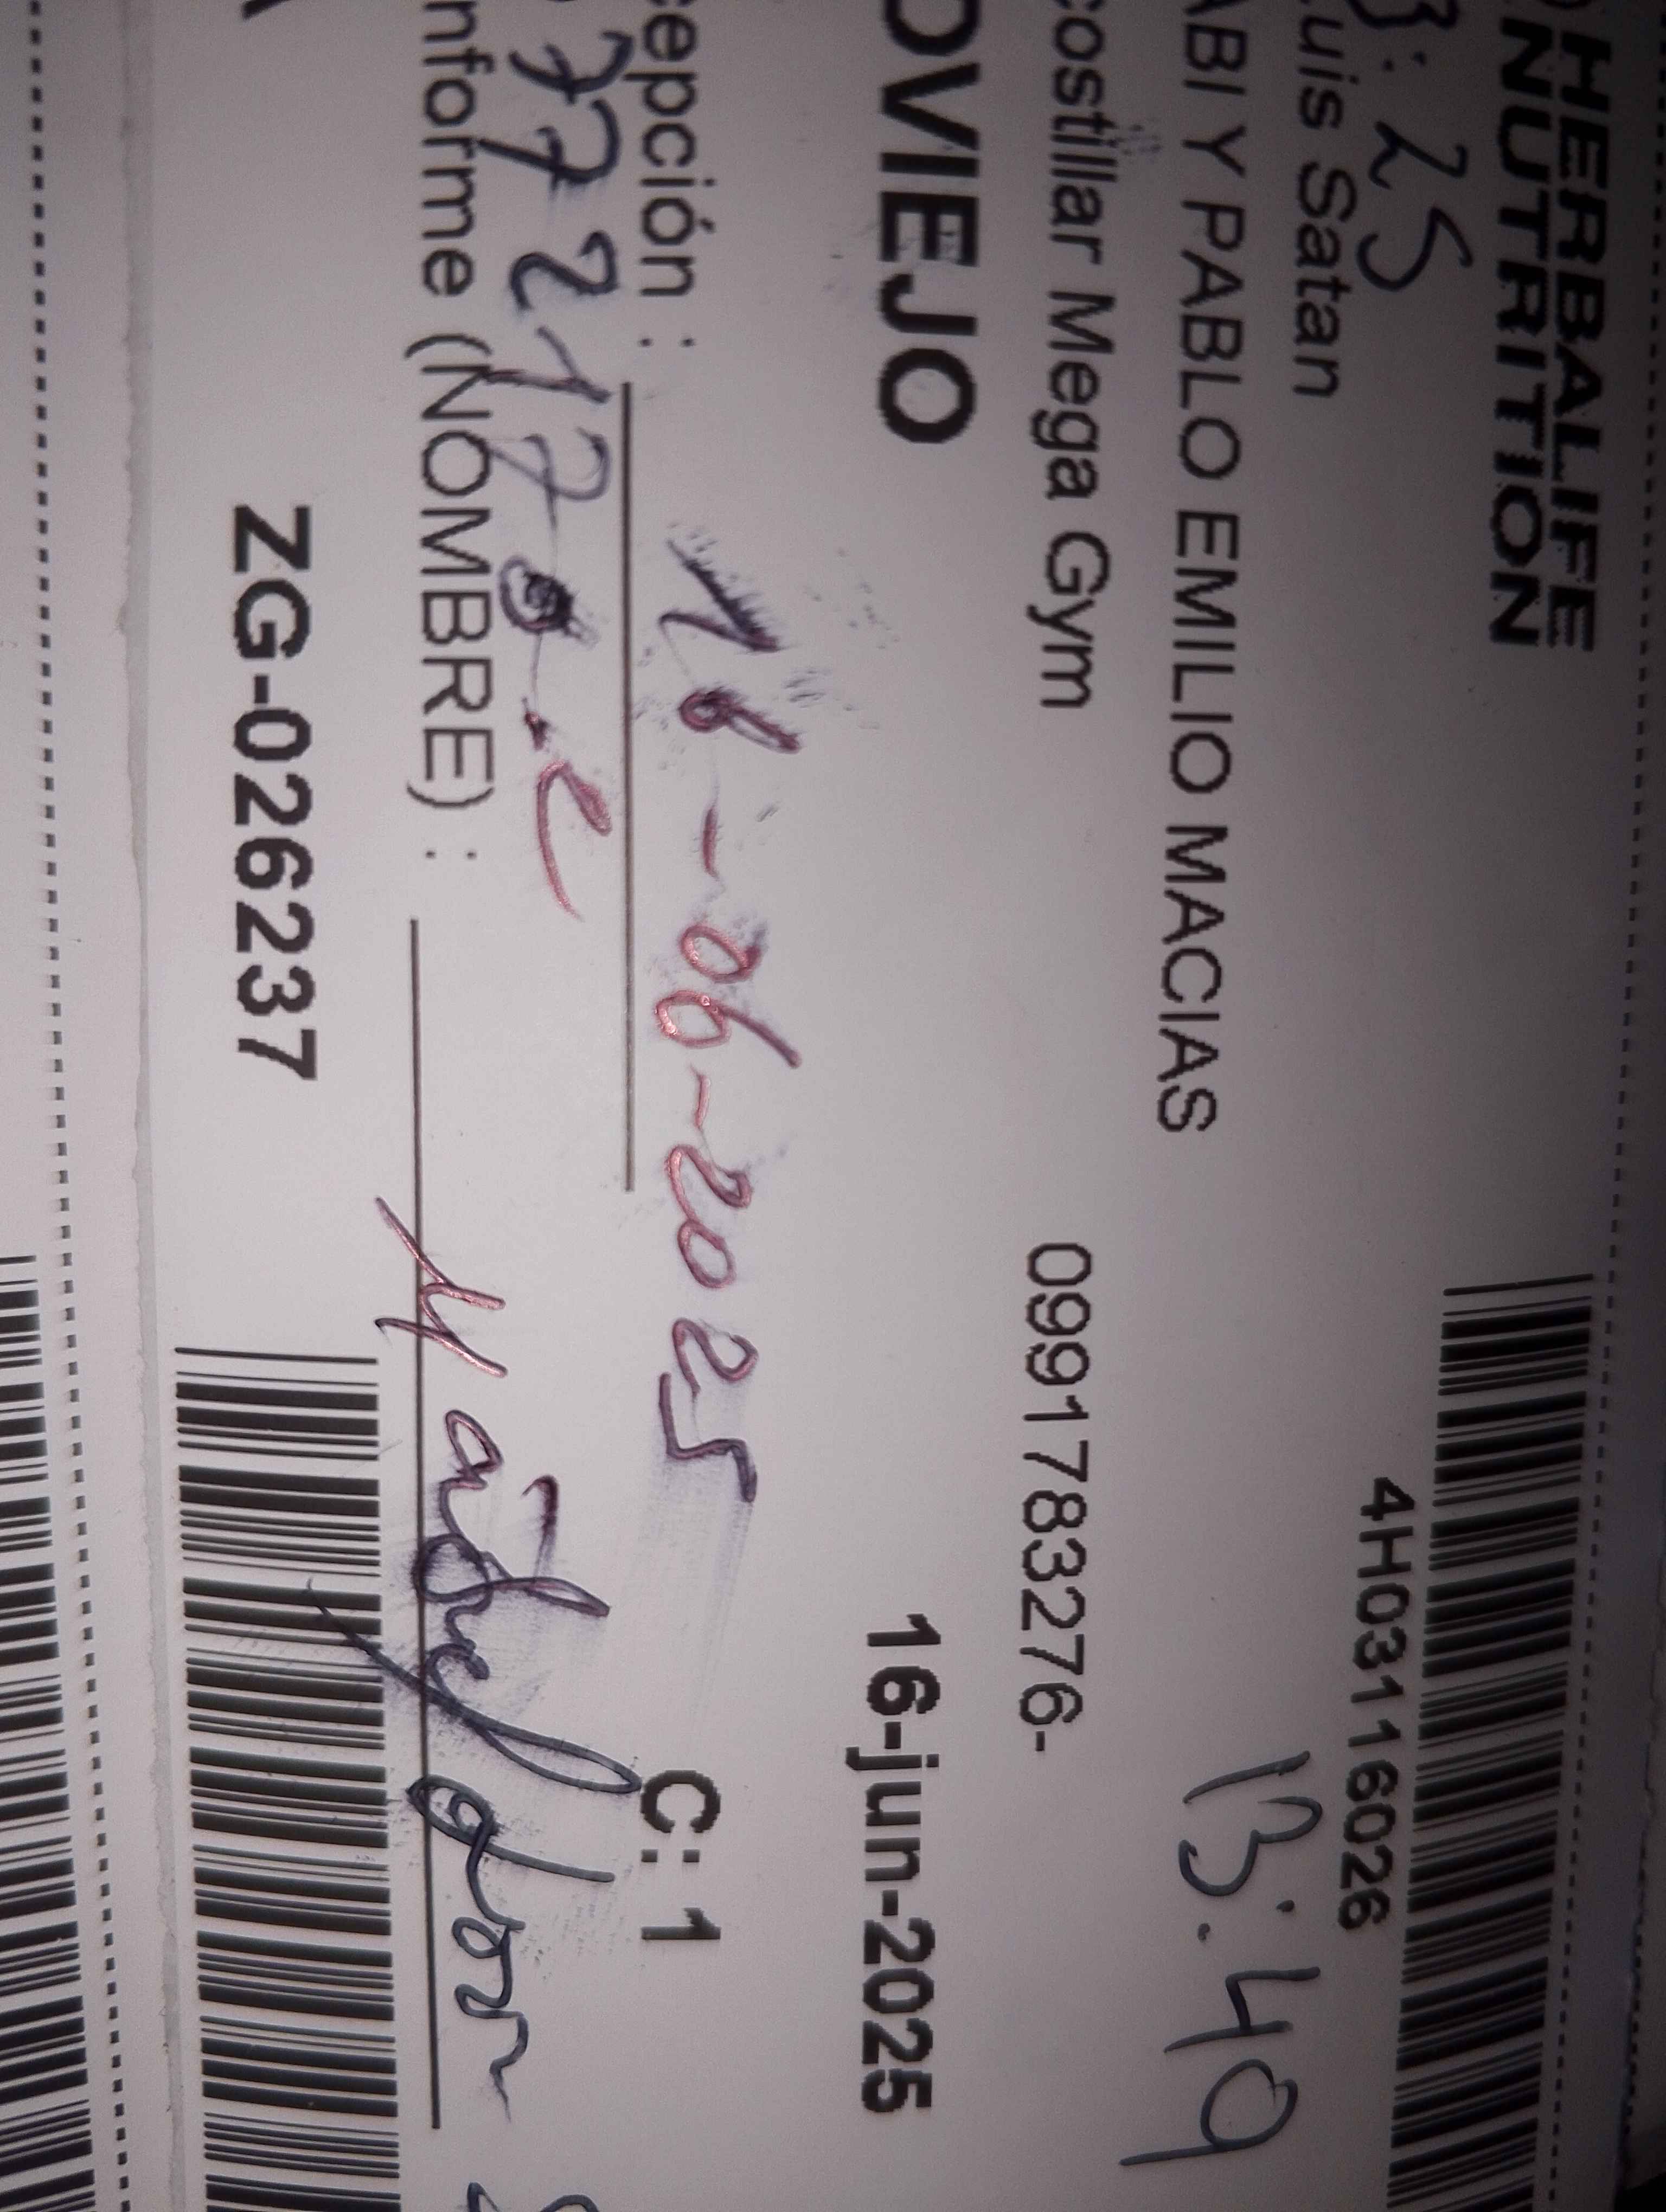 HERBALIFE
NUTRITION
3:25
4H03116026
Luis Satan
13:49
ABI Y PABLO EMILIO MACIAS
costillar Mega Gym 0991783276-
OVIEJO 16-jun-2025
18-06-2025
epción : C: 1
nforme (NOMBRE) :
ZG-026237